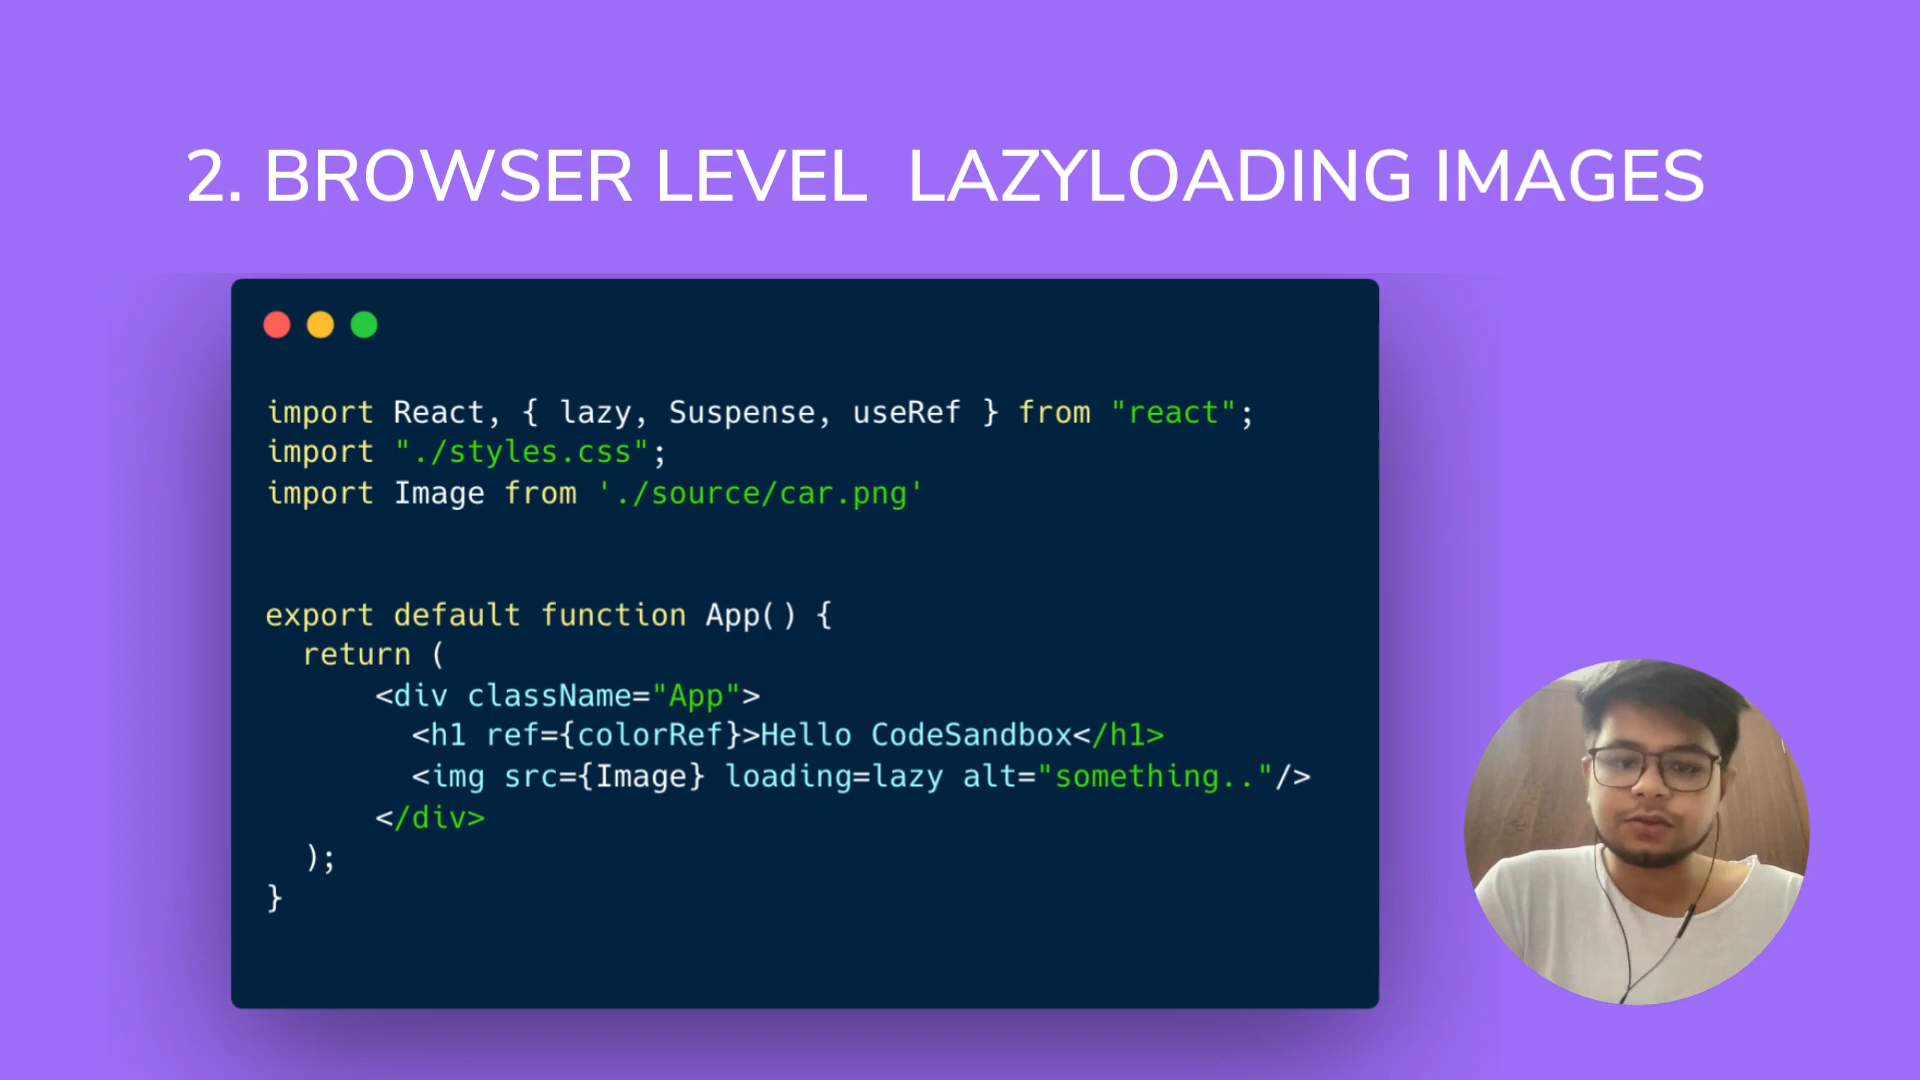 2. BROWSER LEVEL  LAZYLOADING IMAGES
import React, { lazy, Suspense, useRef } from "react";
import "./styles.css";
import Image from './source/car.png'
export default function App() {
  return (
      <div className="App">
        <h1 ref={colorRef}>Hello CodeSandbox</h1>
        <img src={Image} loading=lazy alt="something.."/>
      </div>
  );
}